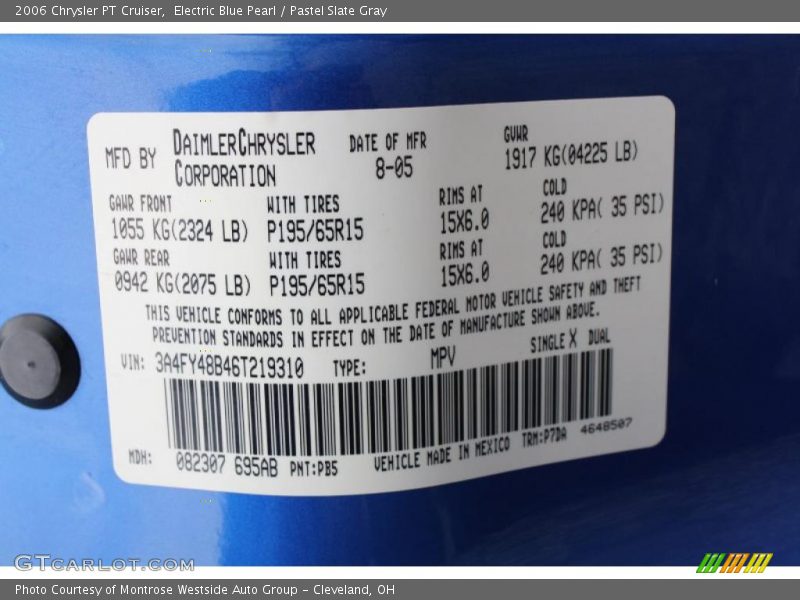 2006 Chrysler PT Cruiser, Electric Blue Pearl / Pastel Slate Gray
MFD BY DAIMLERCHRYSLER CORPORATION
DATE OF MFR 8-05
GVWR 1917 KG(04225 LB)
GAWR FRONT WITH TIRES RIMS AT COLD
1055 KG(2324 LB) P195/65R15 15X6.0 240 KPA( 35 PSI)
GAWR REAR WITH TIRES RIMS AT COLD
0942 KG(2075 LB) P195/65R15 15X6.0 240 KPA( 35 PSI)
THIS VEHICLE CONFORMS TO ALL APPLICABLE FEDERAL MOTOR VEHICLE SAFETY AND THEFT
PREVENTION STANDARDS IN EFFECT ON THE DATE OF MANUFACTURE SHOWN ABOVE.
VIN: 3A4FY48B46T219310 TYPE: MPV SINGLE X DUAL
MDH: 082307 695AB PNT:PB5 VEHICLE MADE IN MEXICO TRM:P7DA 4648507
GTCARLOT.COM
Photo Courtesy of Montrose Westside Auto Group - Cleveland, OH